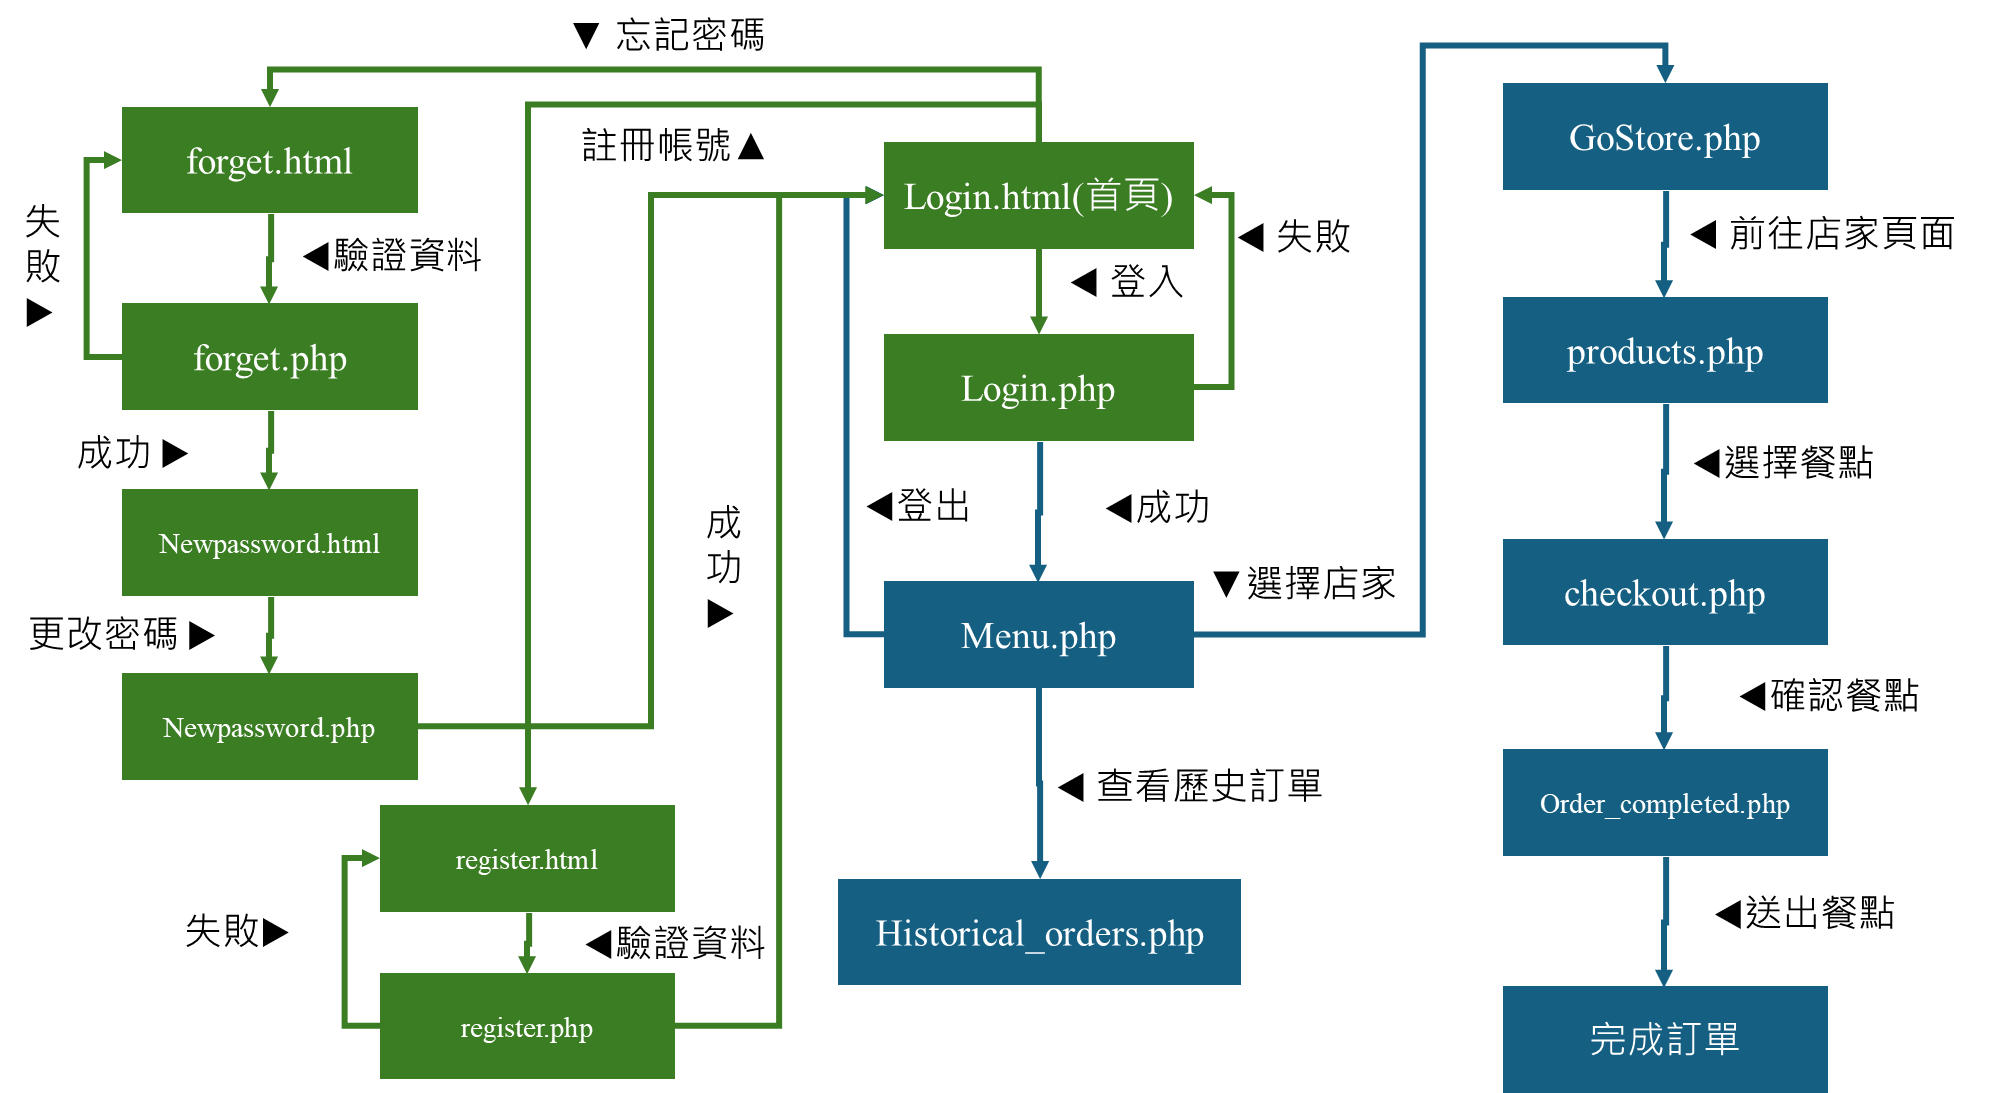 ▼ 忘記密碼
forget.html
註冊帳號▲
Login.html(首頁)
GoStore.php
失敗▶
◀驗證資料
◀ 失敗
◀ 前往店家頁面
◀ 登入
forget.php
Login.php
products.php
成功 ▶
◀選擇餐點
Newpassword.html
成功▶
◀登出
◀成功
▼選擇店家
checkout.php
更改密碼 ▶
Menu.php
Newpassword.php
◀確認餐點
◀ 查看歷史訂單
Order_completed.php
register.html
失敗▶
◀驗證資料
Historical_orders.php
◀送出餐點
register.php
完成訂單